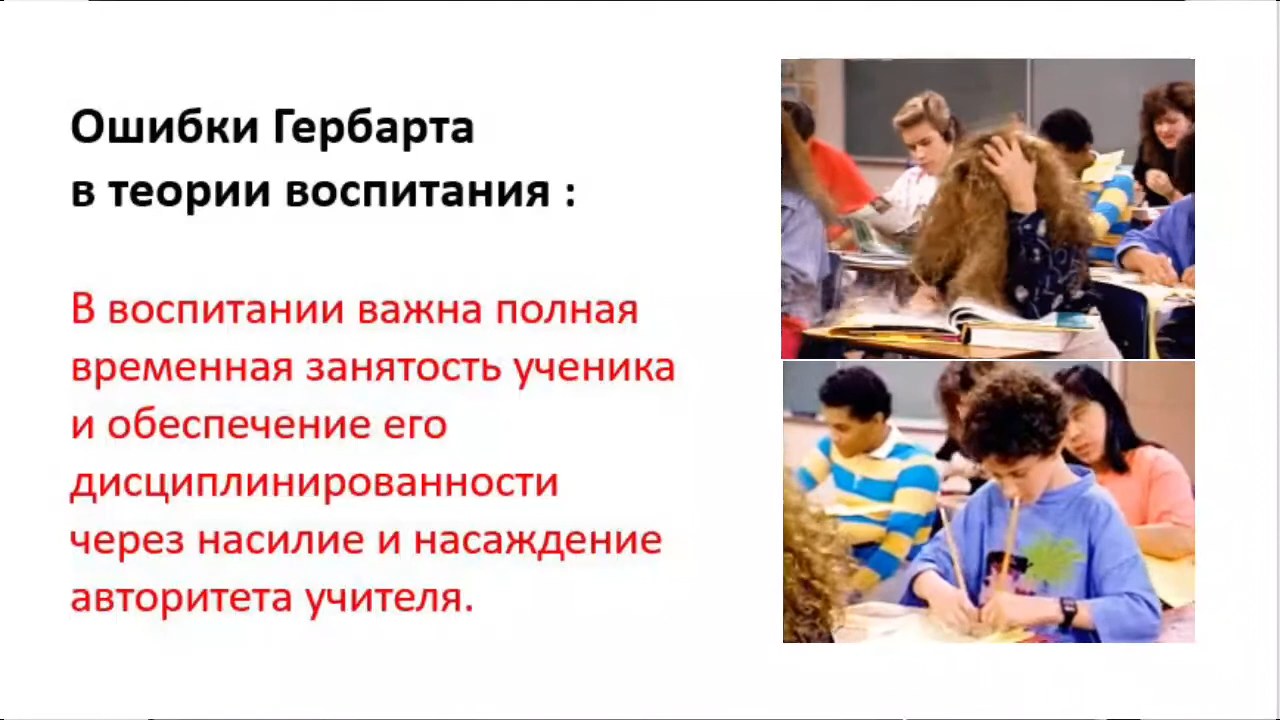 Ошибки Гербарта
в теории воспитания :
В воспитании важна полная
временная занятость ученика
и обеспечение его
дисциплинированности
через насилие и насаждение
авторитета учителя.